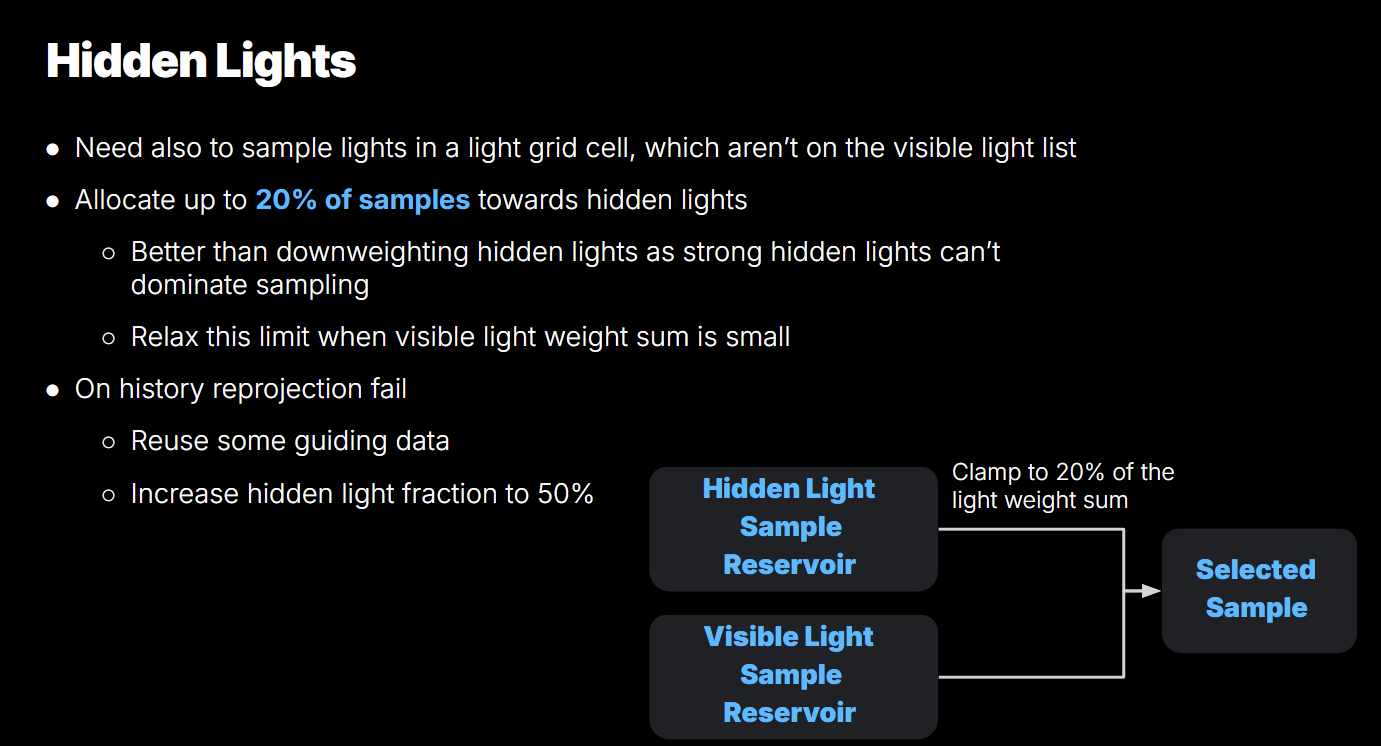 Hidden Lights
● Need also to sample lights in a light grid cell, which aren’t on the visible light list
● Allocate up to 20% of samples towards hidden lights
○ Better than downweighting hidden lights as strong hidden lights can’t
dominate sampling
○ Relax this limit when visible light weight sum is small
● On history reprojection fail
○ Reuse some guiding data
○ Increase hidden light fraction to 50%
Hidden Light
Sample
Reservoir
Clamp to 20% of the
light weight sum
Visible Light
Sample
Reservoir
Selected
Sample